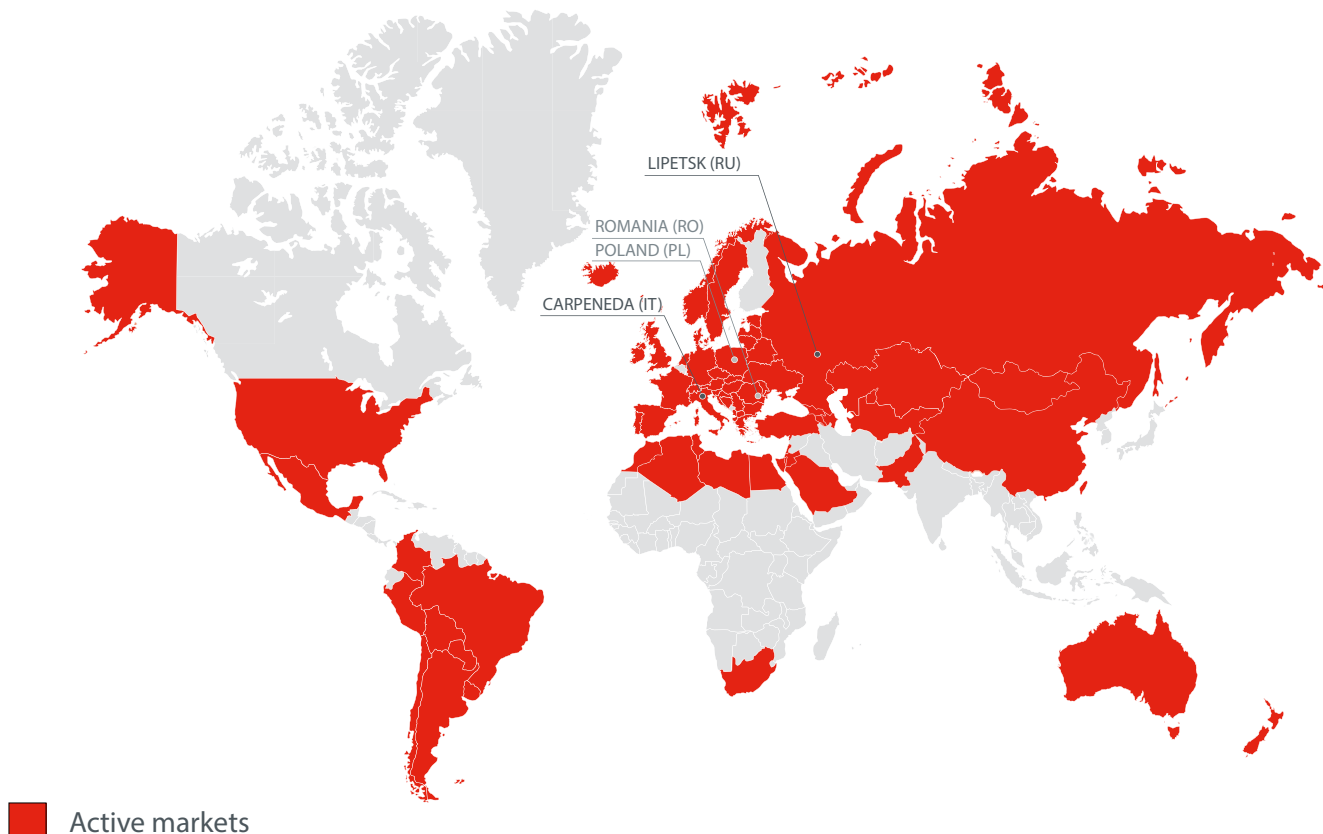 LIPETSK (RU)
ROMANIA (RO)
POLAND (PL)
CARPENEDA (IT)
Active markets